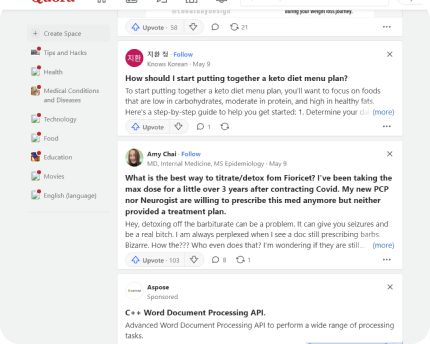 Quora
during your weight loss journey.
Upvote · 58
21
Create Space
Tips and Hacks
Health
Medical Conditions
and Diseases
Technology
Food
Education
Movies
English (language)
지환
지환 정 · Follow
Knows Korean · May 9
How should I start putting together a keto diet menu plan?
To start putting together a keto diet menu plan, you'll want to focus on foods
that are low in carbohydrates, moderate in protein, and high in healthy fats.
Here's a step-by-step guide to help you get started: 1. Determine your (more)
Upvote
1
Amy Chai · Follow
MD, Internal Medicine, MS Epidemiology · May 9
What is the best way to titrate/detox fom Fioricet? I've been taking the
max dose for a little over 3 years after contracting Covid. My new PCP
nor Neurogist are willing to prescribe this med anymore but neither
provided a treatment plan.
Hey, detoxing off the barbiturate can be a problem. It can give you seizures and
be a real bitch. I am always perplexed when I see a doc still prescribing barbs.
Bizarre. How the??? Who even does that? I'm wondering if they are still... (more)
Upvote · 103
8
1
Aspose
Sponsored
C++ Word Document Processing API.
Advanced Word Document Processing API to perform a wide range of processing
tasks.